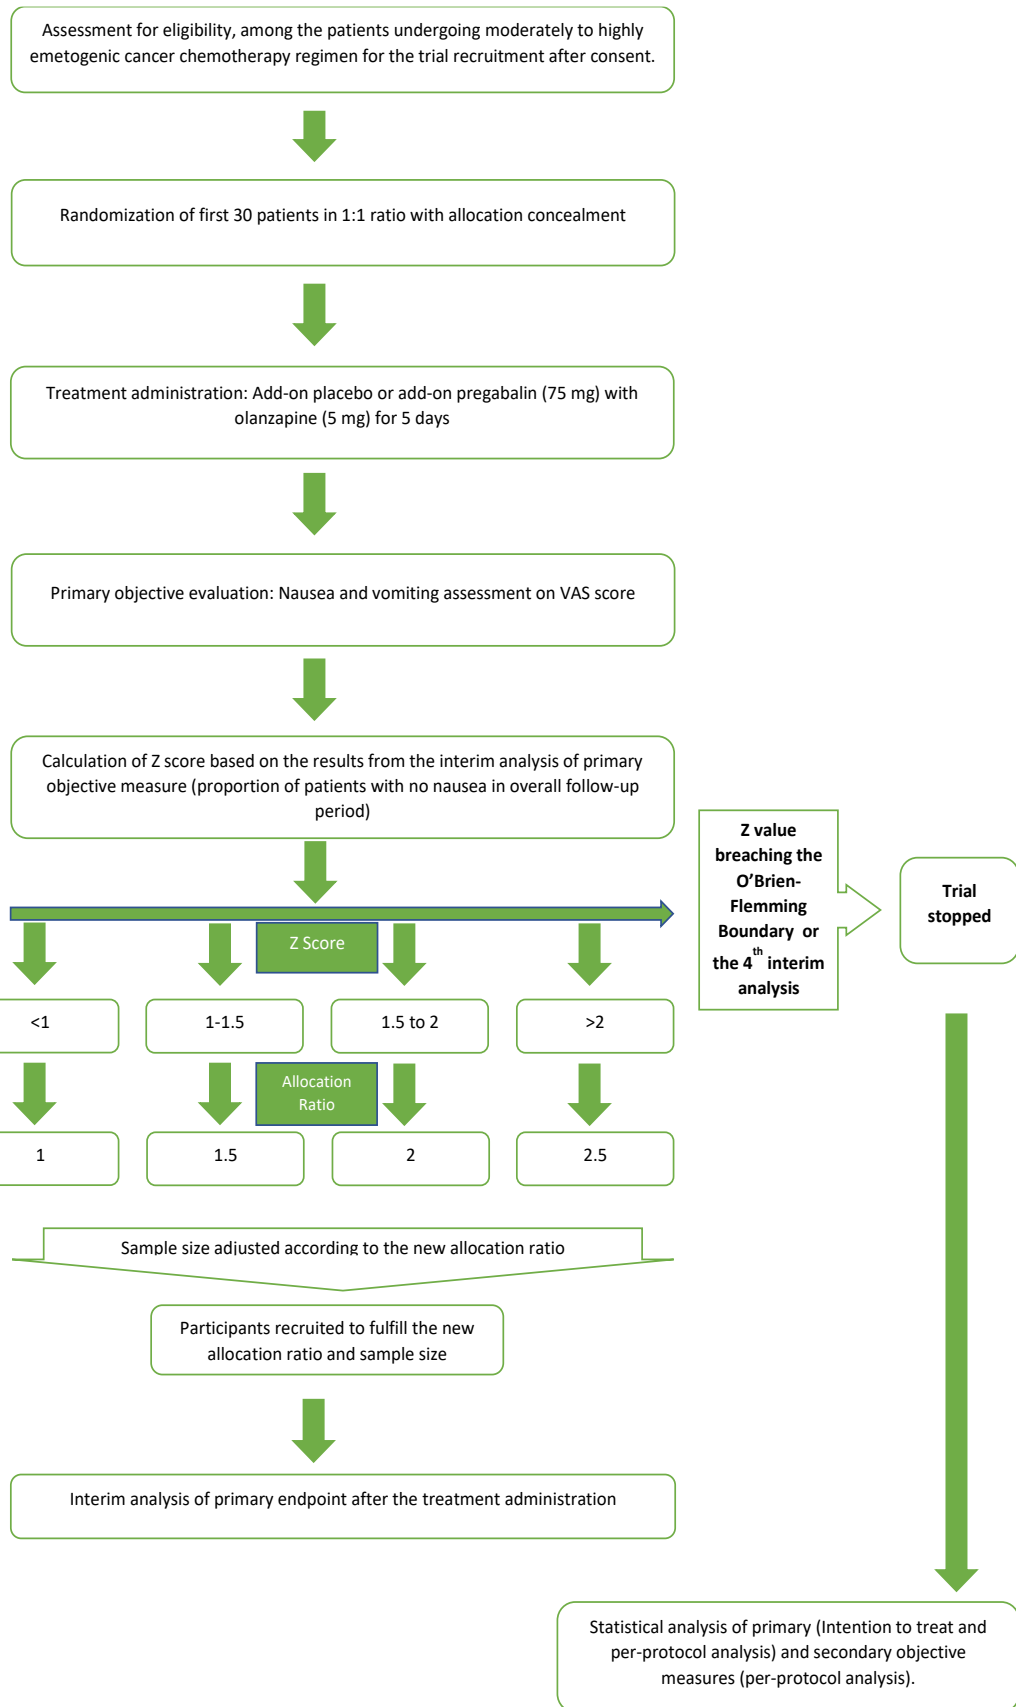 Assessment for eligibility, among the patients undergoing moderately to highly
emetogenic cancer chemotherapy regimen for the trial recruitment after consent.
Randomization of first 30 patients in 1:1 ratio with allocation concealment
Treatment administration: Add-on placebo or add-on pregabalin (75 mg) with
olanzapine (5 mg) for 5 days
Primary objective evaluation: Nausea and vomiting assessment on VAS score
Calculation of Z score based on the results from the interim analysis of primary
objective measure (proportion of patients with no nausea in overall follow-up
period)
Z value
breaching the
O’Brien-
Flemming
Boundary or
the 4th interim
analysis
Trial
stopped
Z Score
<1
1-1.5
1.5 to 2
>2
Allocation
Ratio
1
1.5
2
2.5
Sample size adjusted according to the new allocation ratio
Participants recruited to fulfill the new
allocation ratio and sample size
Interim analysis of primary endpoint after the treatment administration
Statistical analysis of primary (Intention to treat and
per-protocol analysis) and secondary objective
measures (per-protocol analysis).